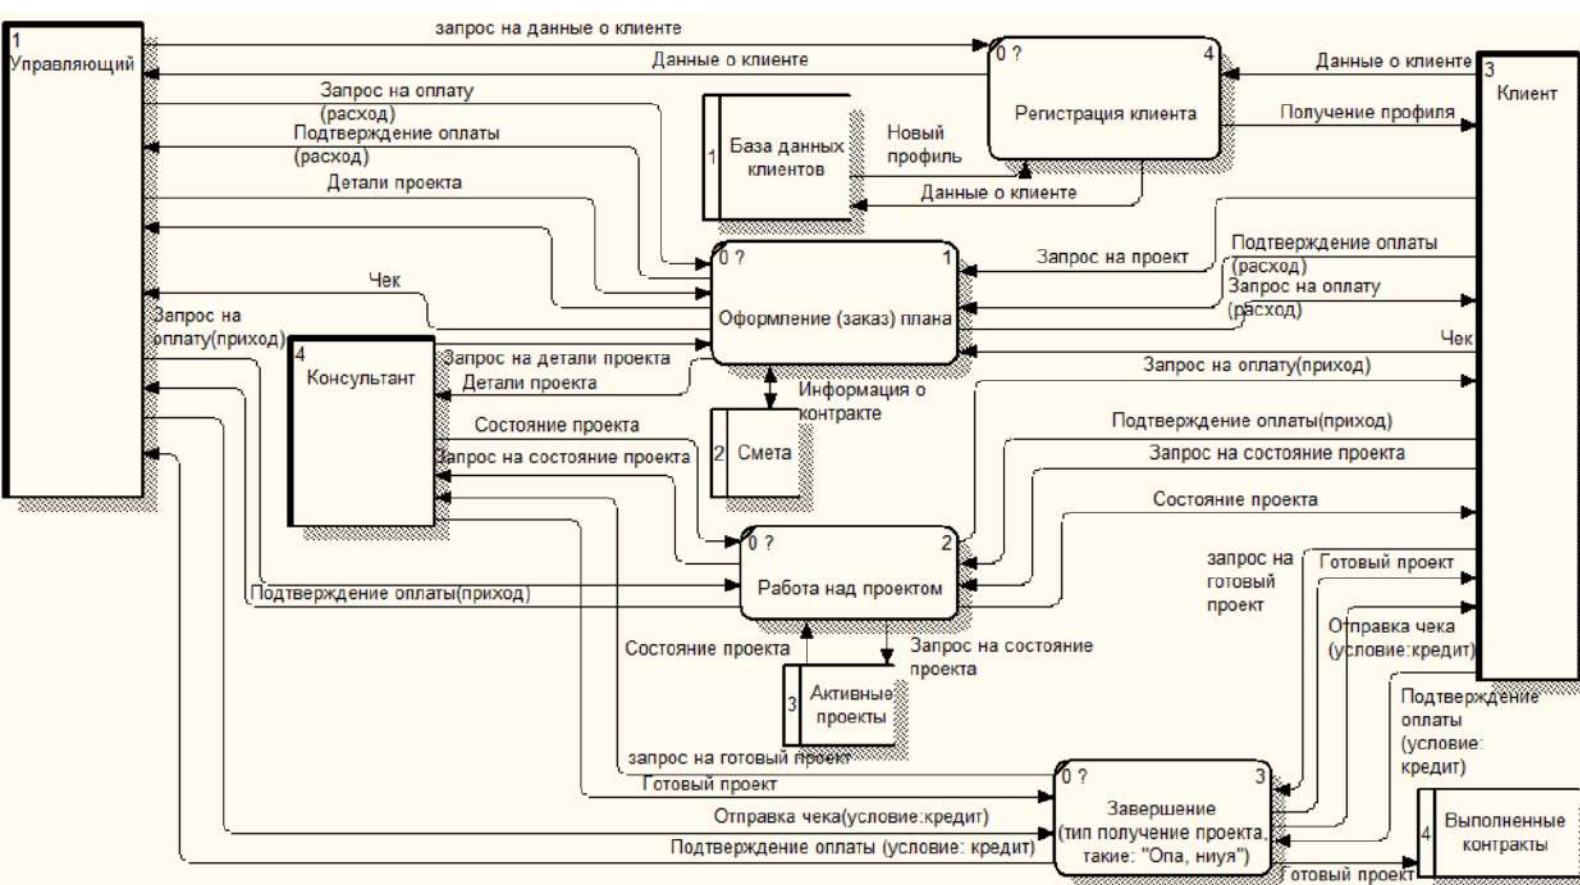 запрос на данные о клиенте
1
Управляющий
Данные о клиенте
0 ?
4
Регистрация клиента
Данные о клиенте
3
Клиент
Получение профиля
Запрос на оплату
(расход)
Подтверждение оплаты
(расход)
Детали проекта
1
База данных
клиентов
Новый
профиль
Данные о клиенте
0 ?
1
Оформление (заказ) плана
Запрос на проект
Подтверждение оплаты
(расход)
Запрос на оплату
(расход)
Чек
Чек
Запрос на
оплату(приход)
4
Консультант
Запрос на детали проекта
Детали проекта
Информация о
контракте
Запрос на оплату(приход)
2
Смета
Состояние проекта
Запрос на состояние проекта
Подтверждение оплаты(приход)
Запрос на состояние проекта
Состояние проекта
0 ?
2
Работа над проектом
Подтверждение оплаты(приход)
запрос на
готовый
проект
Готовый проект
Отправка чека
(условие:кредит)
Состояние проекта
Запрос на состояние
проекта
3
Активные
проекты
Подтверждение
оплаты
(условие:
кредит)
запрос на готовый проект
Готовый проект
Отправка чека(условие:кредит)
Подтверждение оплаты (условие: кредит)
0 ?
3
Завершение
(тип получение проекта,
такие: "Опа, ниуя")
4
Выполненные
контракты
Готовый проект